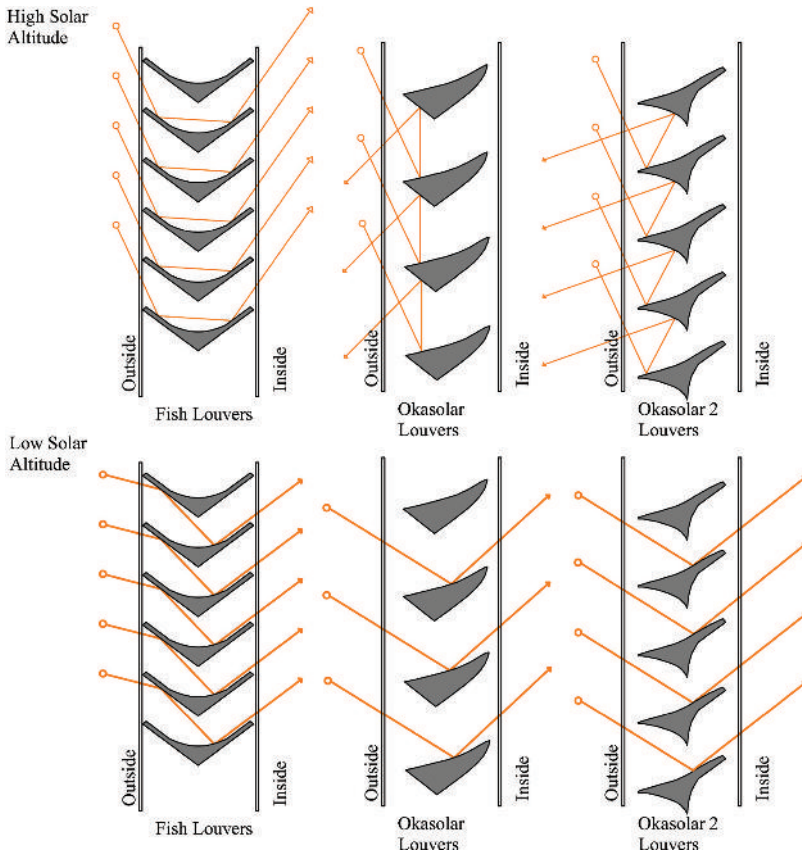 High Solar
Altitude
Outside
Inside
Outside
Inside
Outside
Inside
Fish Louvers
Okasolar
Louvers
Okasolar 2
Louvers
Low Solar
Altitude
Outside
Inside
Outside
Inside
Outside
Inside
Fish Louvers
Okasolar
Louvers
Okasolar 2
Louvers